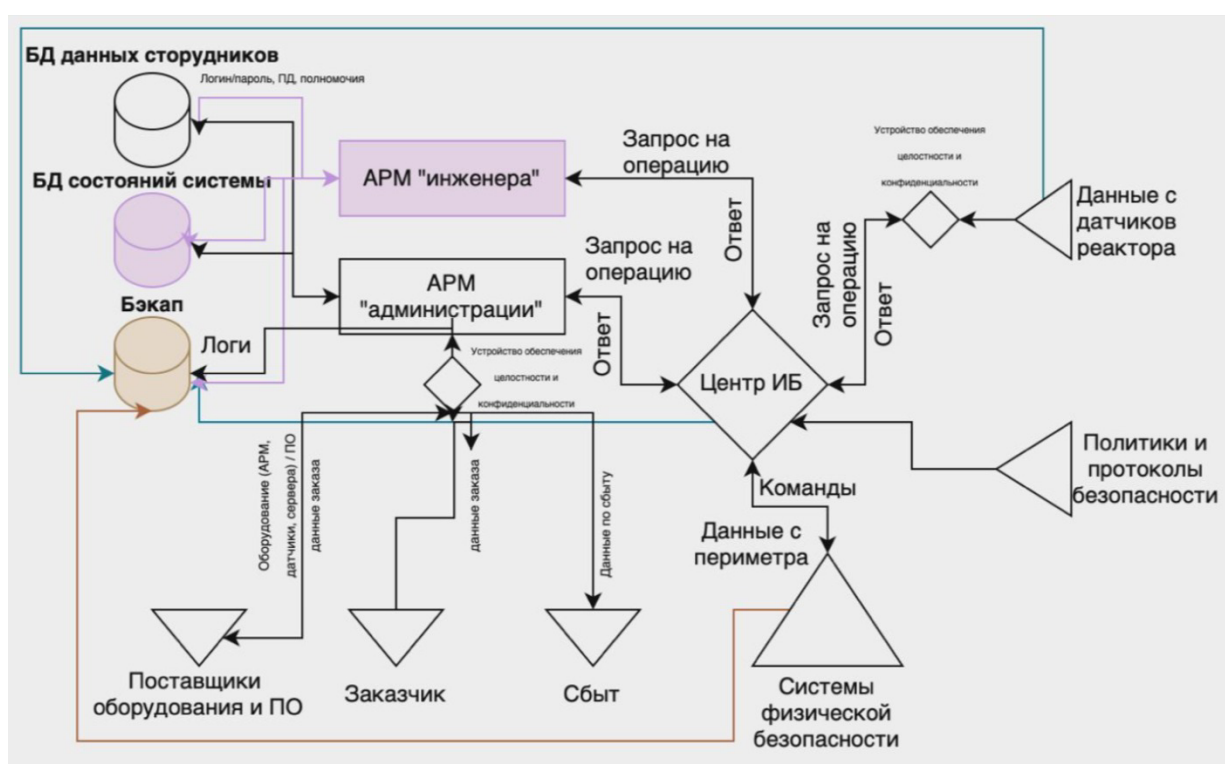 БД данных сторудников
Логин/пароль, ПД, полномочия
БД состояний системы
Бэкап
Логи
АРМ "инженера"
АРМ
"администрации"
Запрос на
операцию
Ответ
Запрос на
операцию
Ответ
Устройство обеспечения
целостности и
конфиденциальности
Данные с
датчиков
реактора
Запрос на
операцию
Ответ
Центр ИБ
Устройство обеспечения
целостности и
конфиденциальности
Политики и
протоколы
безопасности
Команды
Данные с
периметра
Оборудование (АРМ,
датчики, сервера) / ПО
данные заказа
данные заказа
Данные по сбыту
Поставщики
оборудования и ПО
Заказчик
Сбыт
Системы
физической
безопасности